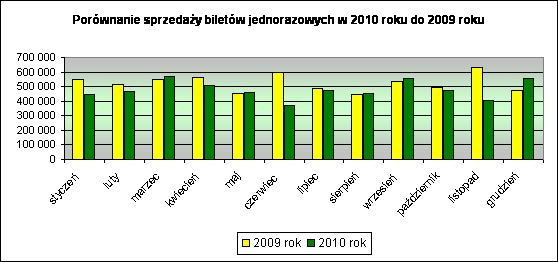 Porównanie sprzedaży biletów jednorazowych w 2010 roku do 2009 roku
700 000
600 000
500 000
400 000
300 000
200 000
100 000
0
styczeń
luty
marzec
kwiecień
maj
czerwiec
lipiec
sierpień
wrzesień
październik
listopad
grudzień
2009 rok
2010 rok